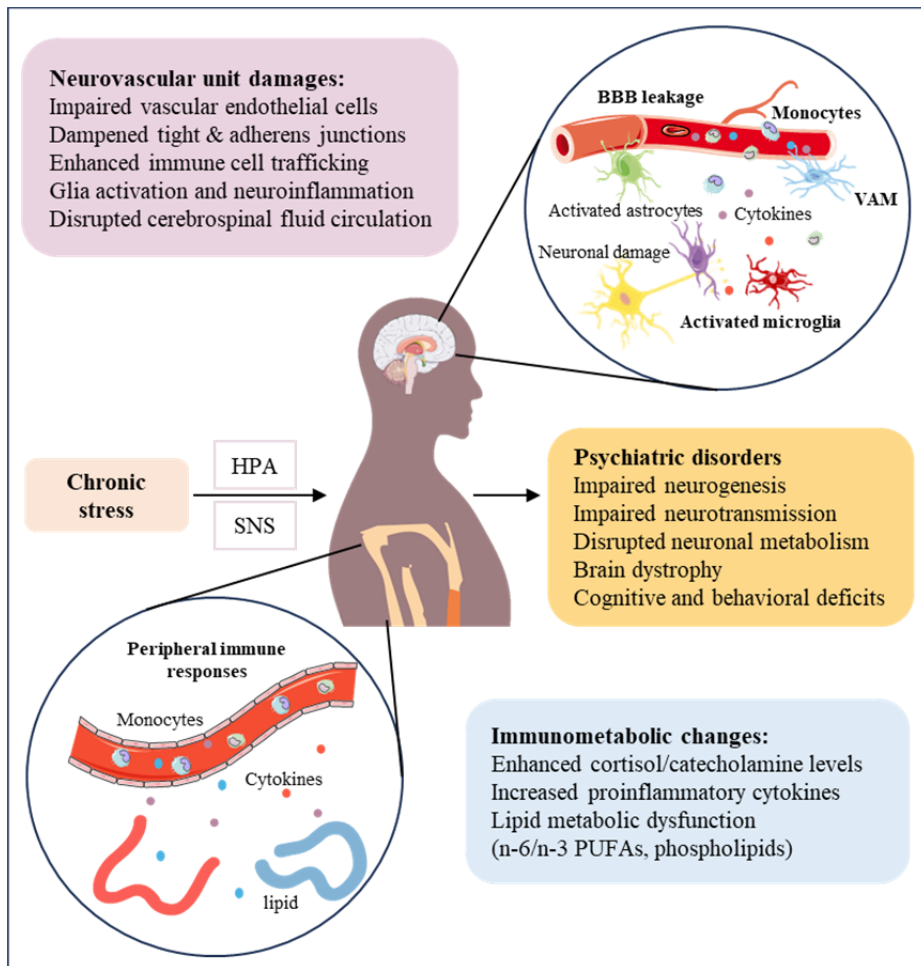 Neurovascular unit damages:
Impaired vascular endothelial cells
Dampened tight & adherens junctions
Enhanced immune cell trafficking
Glia activation and neuroinflammation
Disrupted cerebrospinal fluid circulation
BBB leakage
Monocytes
VAM
Activated astrocytes
Cytokines
Neuronal damage
Activated microglia
Chronic
stress
HPA
SNS
Psychiatric disorders
Impaired neurogenesis
Impaired neurotransmission
Disrupted neuronal metabolism
Brain dystrophy
Cognitive and behavioral deficits
Peripheral immune
responses
Monocytes
Cytokines
lipid
Immunometabolic changes:
Enhanced cortisol/catecholamine levels
Increased proinflammatory cytokines
Lipid metabolic dysfunction
(n-6/n-3 PUFAs, phospholipids)